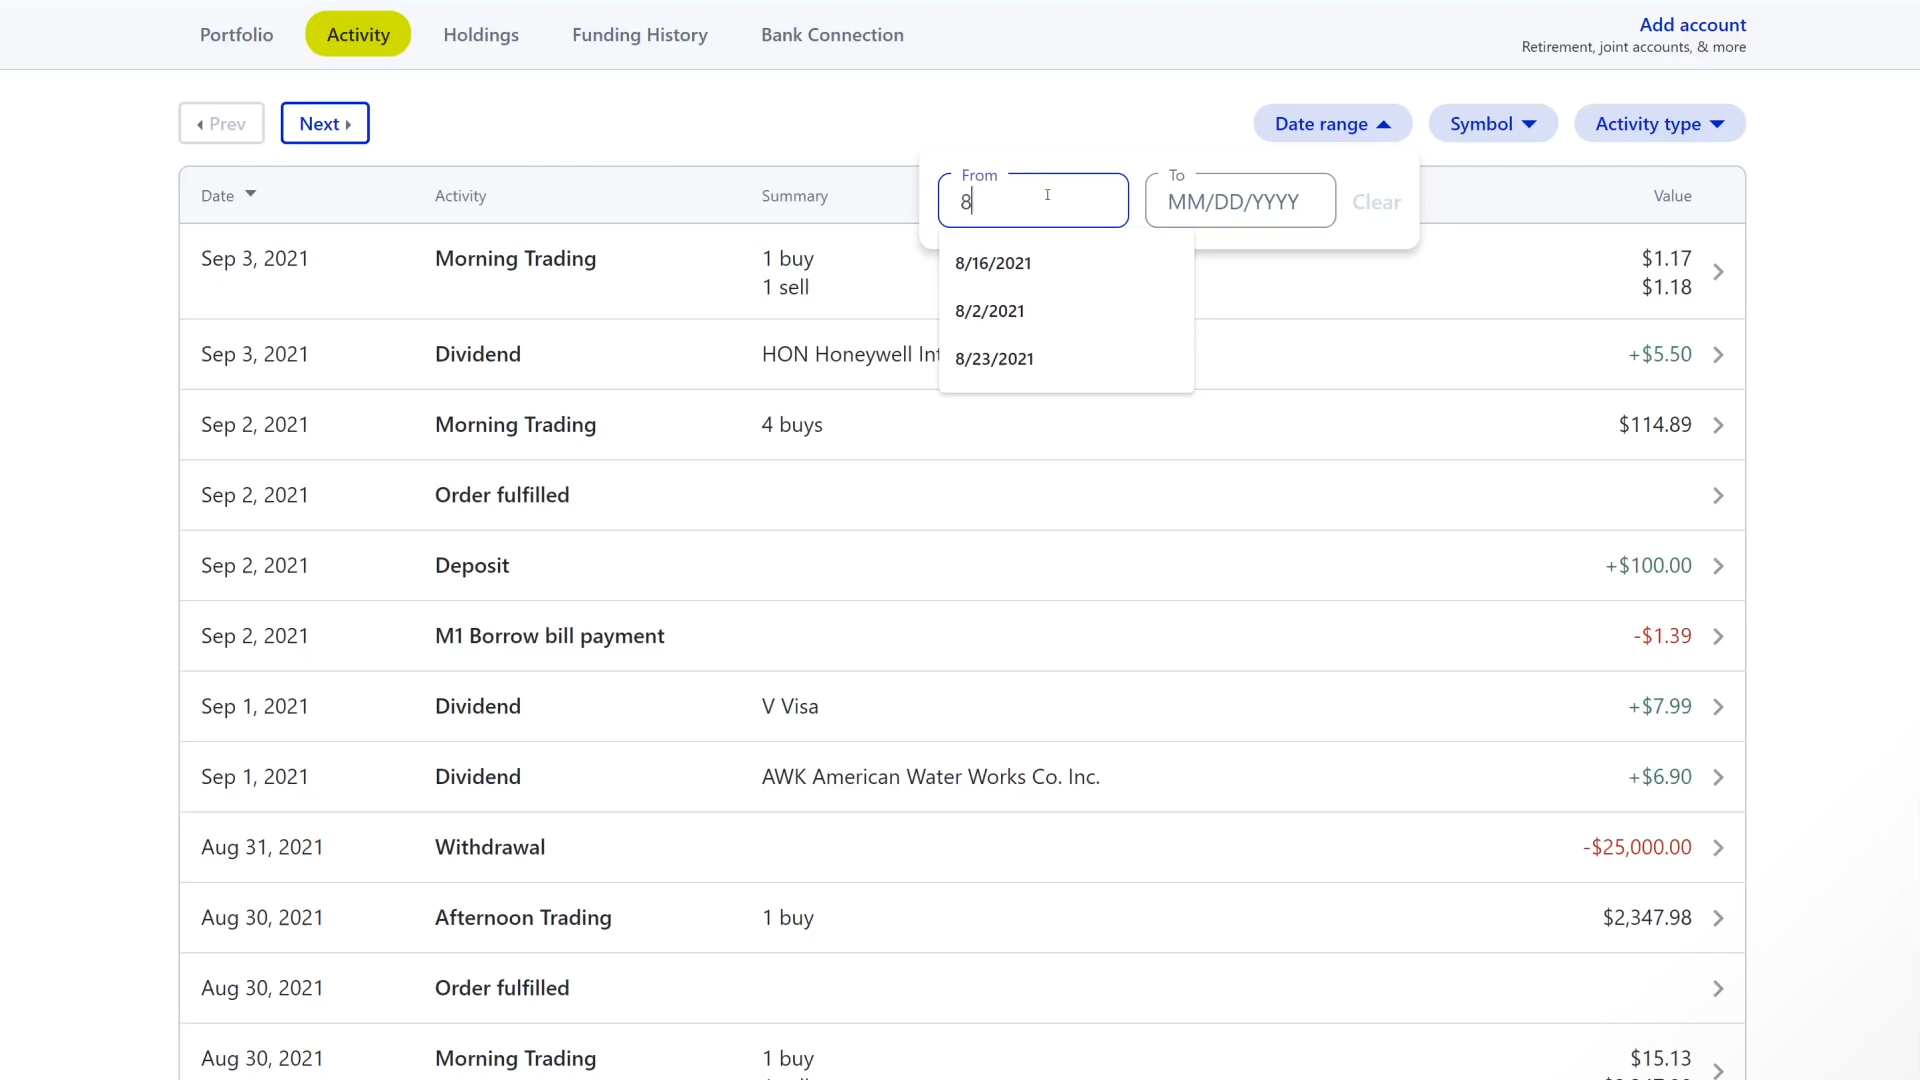 Portfolio
Activity
Holdings
Funding History
Bank Connection
Add account
Retirement, joint accounts, & more
Prev
Next
Date range
Symbol
Activity type
From
8
To
MM/DD/YYYY
Clear
8/16/2021
8/2/2021
8/23/2021
Date Activity Summary Value
Sep 3, 2021 Morning Trading 1 buy $1.17
1 sell $1.18
Sep 3, 2021 Dividend HON Honeywell Int +$5.50
Sep 2, 2021 Morning Trading 4 buys $114.89
Sep 2, 2021 Order fulfilled
Sep 2, 2021 Deposit +$100.00
Sep 2, 2021 M1 Borrow bill payment -$1.39
Sep 1, 2021 Dividend V Visa +$7.99
Sep 1, 2021 Dividend AWK American Water Works Co. Inc. +$6.90
Aug 31, 2021 Withdrawal -$25,000.00
Aug 30, 2021 Afternoon Trading 1 buy $2,347.98
Aug 30, 2021 Order fulfilled
Aug 30, 2021 Morning Trading 1 buy $15.13